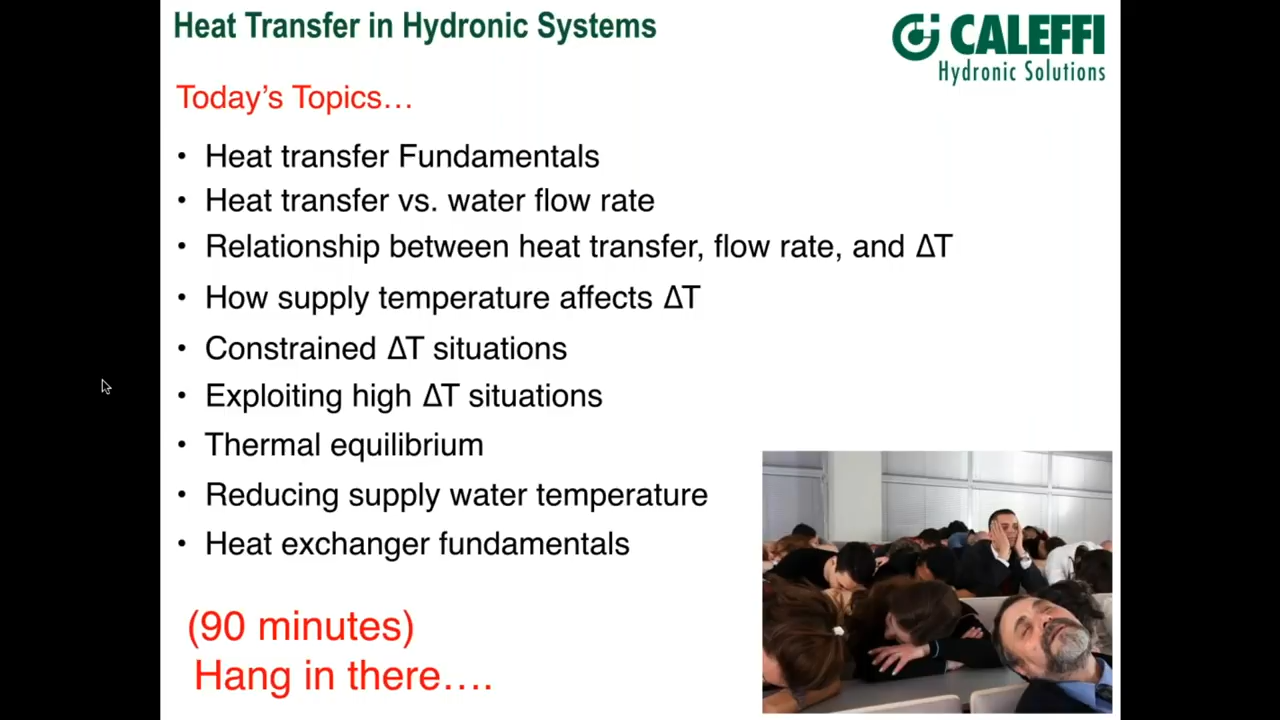 Heat Transfer in Hydronic Systems
CALEFFI
Hydronic Solutions
Today's Topics…
• Heat transfer Fundamentals
• Heat transfer vs. water flow rate
• Relationship between heat transfer, flow rate, and ΔT
• How supply temperature affects ΔT
• Constrained ΔT situations
• Exploiting high ΔT situations
• Thermal equilibrium
• Reducing supply water temperature
• Heat exchanger fundamentals
(90 minutes)
Hang in there….